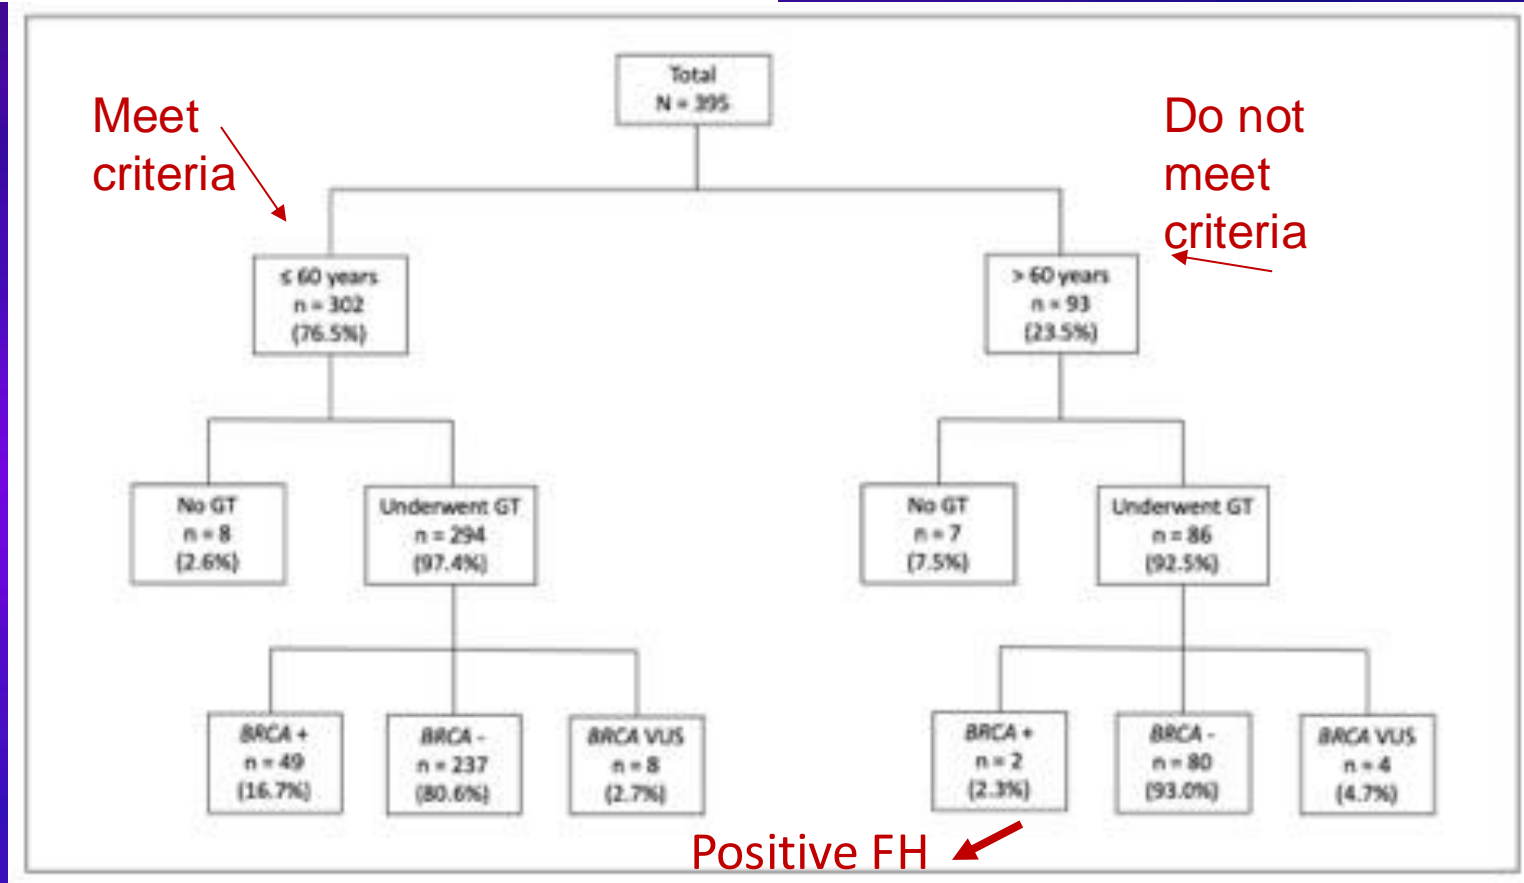 Total
N = 395
Meet
criteria
Do not
meet
criteria
≤ 60 years
n = 302
(76.5%)
> 60 years
n = 93
(23.5%)
No GT
n = 8
(2.6%)
Underwent GT
n = 294
(97.4%)
No GT
n = 7
(7.5%)
Underwent GT
n = 86
(92.5%)
BRCA +
n = 49
(16.7%)
BRCA -
n = 237
(80.6%)
BRCA VUS
n = 8
(2.7%)
BRCA +
n = 2
(2.3%)
BRCA -
n = 80
(93.0%)
BRCA VUS
n = 4
(4.7%)
Positive FH